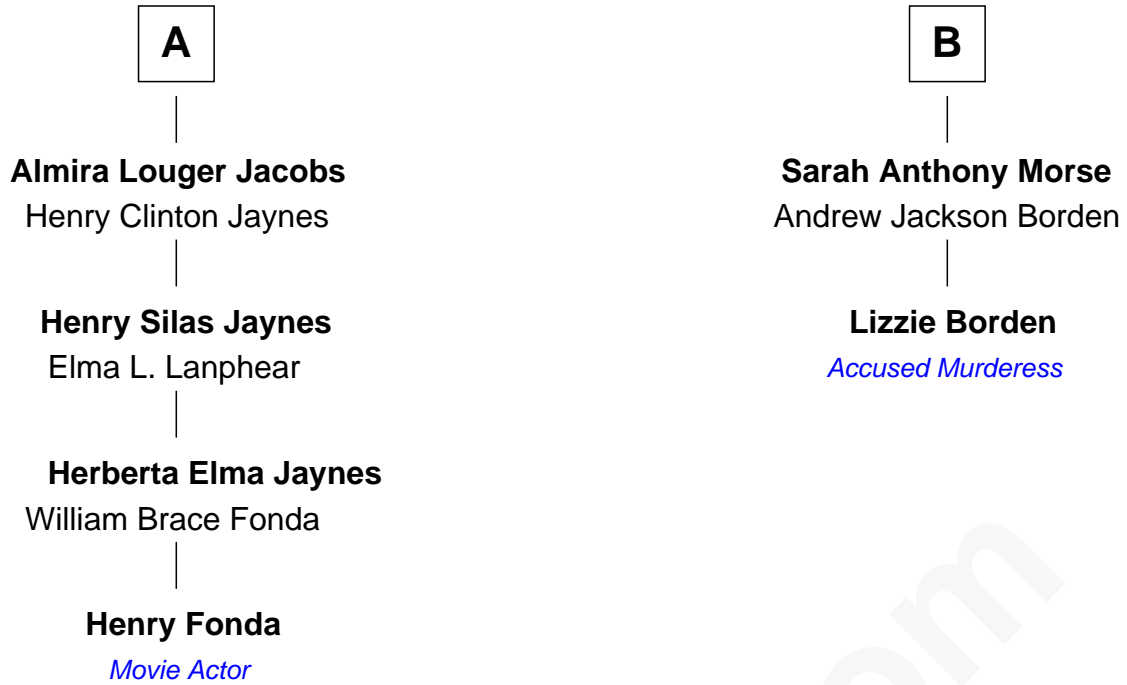 A
Almira Louger Jacobs
Henry Clinton Jaynes
Henry Silas Jaynes
Elma L. Lanphear
Herberta Elma Jaynes
William Brace Fonda
Henry Fonda
Movie Actor
B
Sarah Anthony Morse
Andrew Jackson Borden
Lizzie Borden
Accused Murderess
om